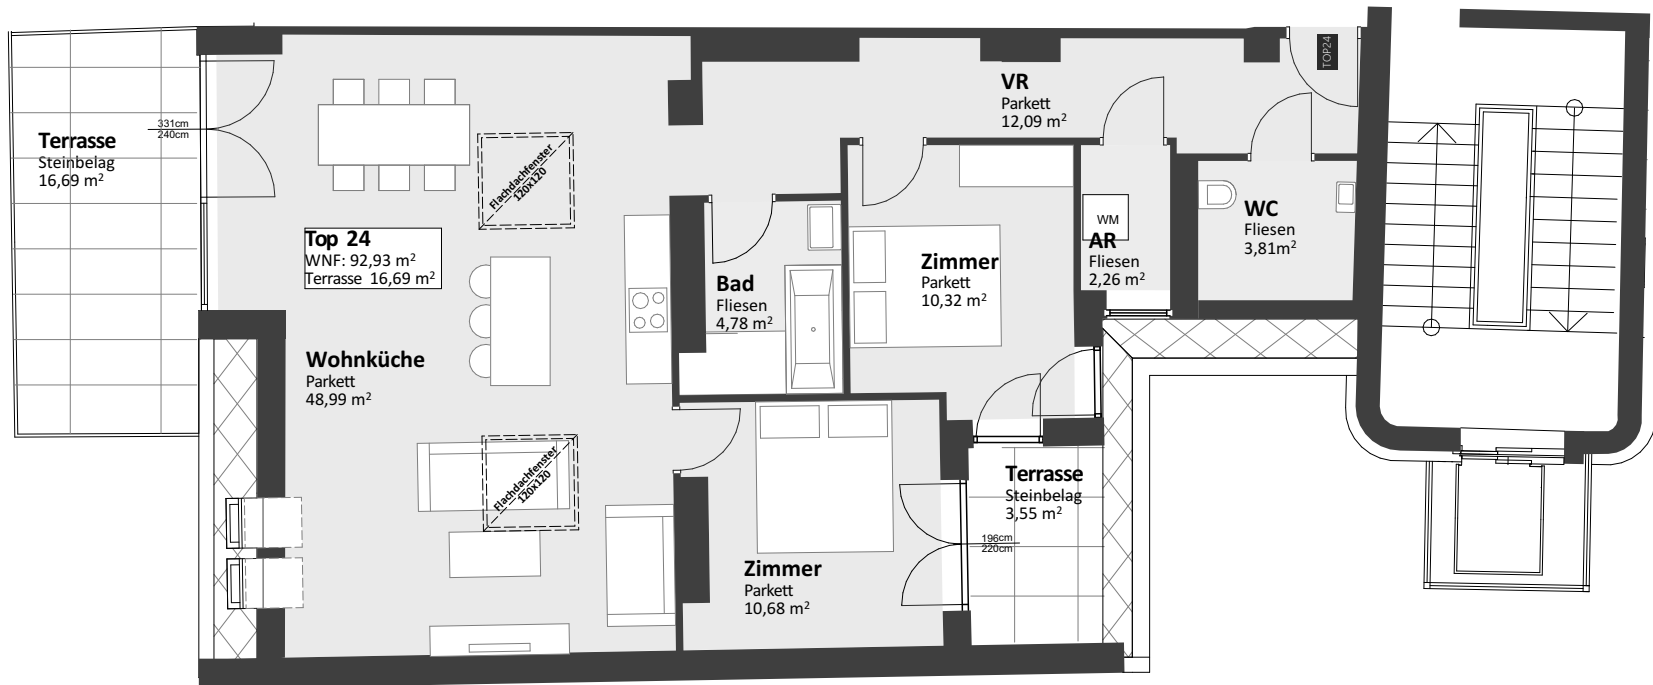 Terrasse
Steinbelag
16,69 m²
331cm
240cm
Flachdachfenster
120x120
VR
Parkett
12,09 m²
TOP24
Top 24
WNF: 92,93 m²
Terrasse 16,69 m²
Bad
Fliesen
4,78 m²
Zimmer
Parkett
10,32 m²
WM
AR
Fliesen
2,26 m²
WC
Fliesen
3,81m²
Wohnküche
Parkett
48,99 m²
Flachdachfenster
120x120
Zimmer
Parkett
10,68 m²
Terrasse
Steinbelag
3,55 m²
196cm
220cm